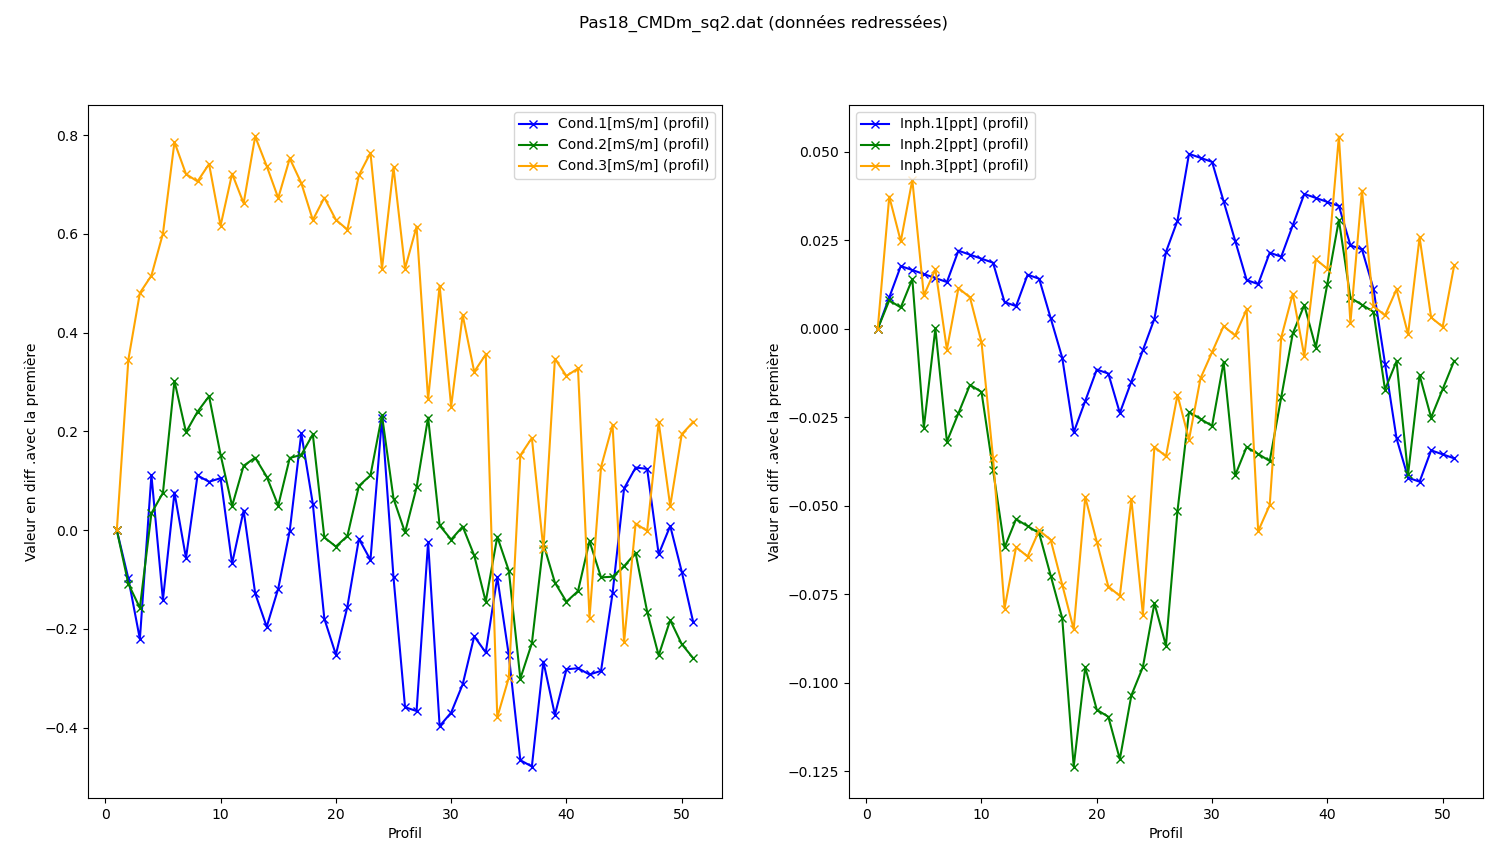 Pas18_CMDm_sq2.dat (données redressées)
Valeur en diff .avec la première
0.8
0.6
0.4
0.2
0.0
−0.2
−0.4
Cond.1[mS/m] (profil)
Cond.2[mS/m] (profil)
Cond.3[mS/m] (profil)
0 10 20 30 40 50
Profil
Valeur en diff .avec la première
0.050
0.025
0.000
−0.025
−0.050
−0.075
−0.100
−0.125
Inph.1[ppt] (profil)
Inph.2[ppt] (profil)
Inph.3[ppt] (profil)
0 10 20 30 40 50
Profil